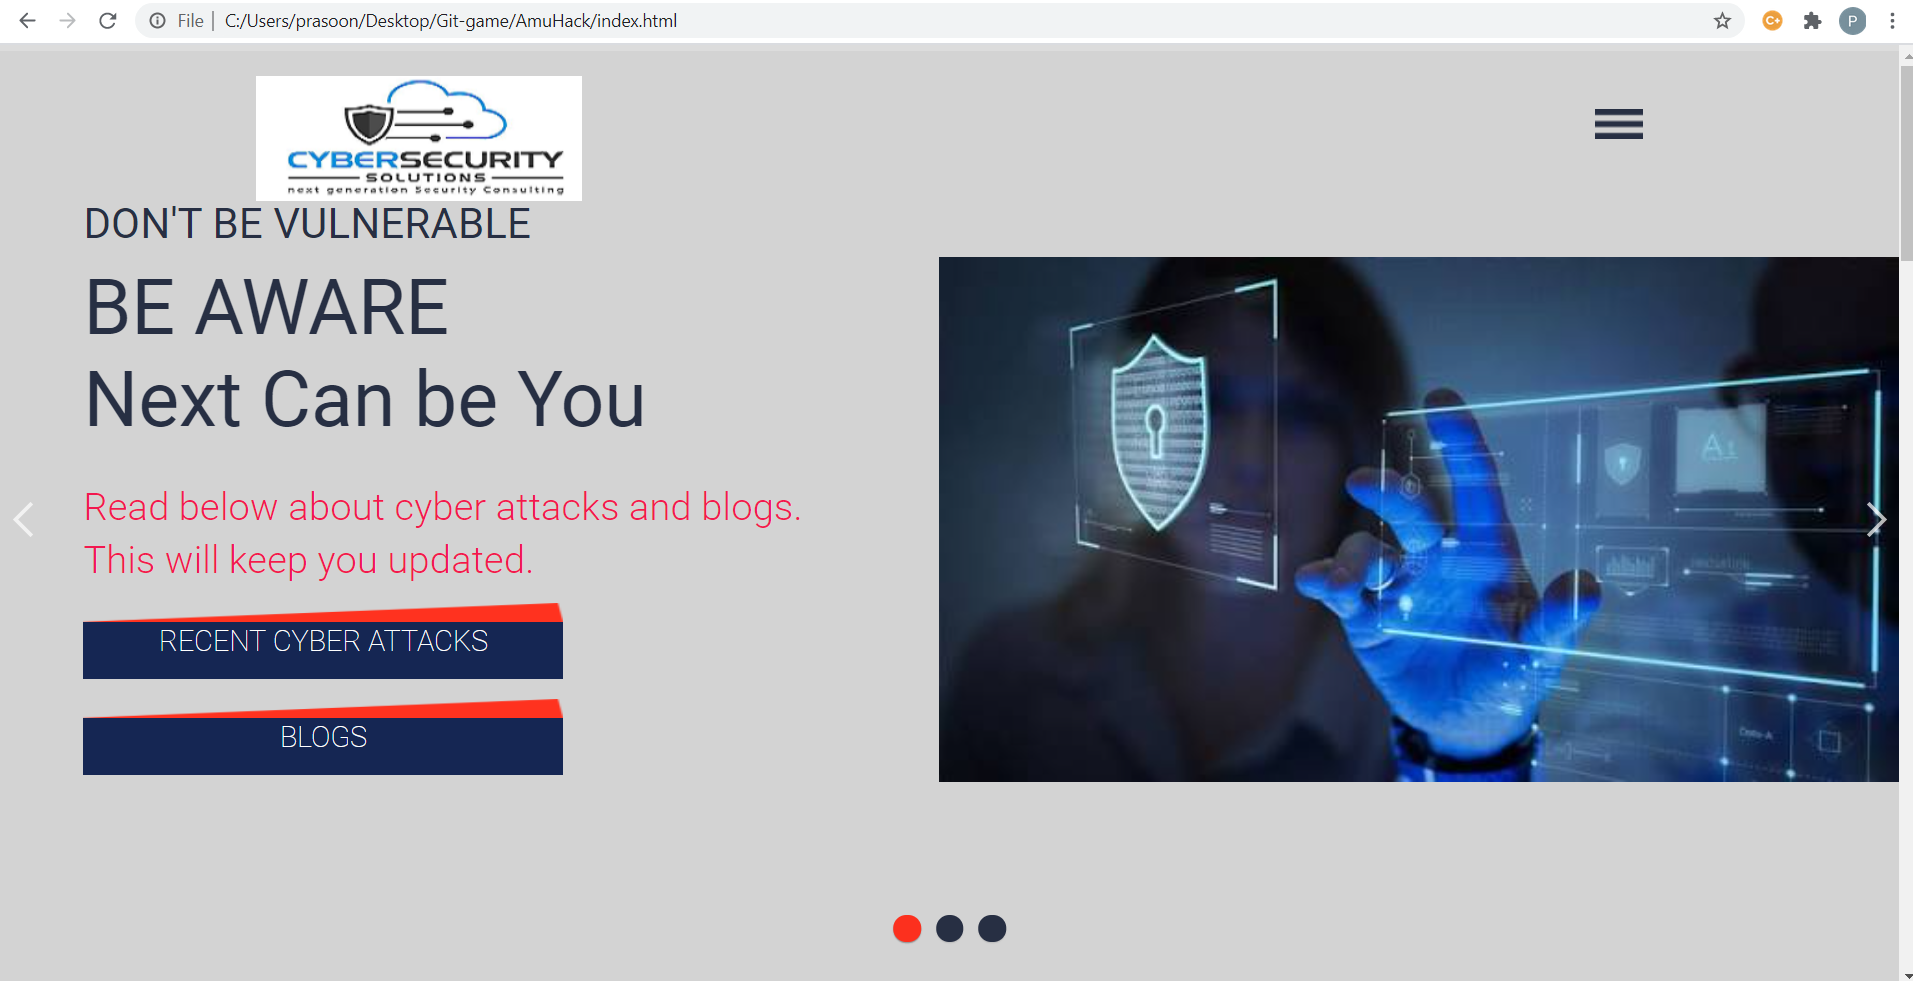 File | C:/Users/prasoon/Desktop/Git-game/AmuHack/index.html
C+
P
CYBERSECURITY
SOLUTIONS
next generation Security Consulting
DON'T BE VULNERABLE
BE AWARE
Next Can be You
Read below about cyber attacks and blogs.
This will keep you updated.
RECENT CYBER ATTACKS
BLOGS
A1
Data-A